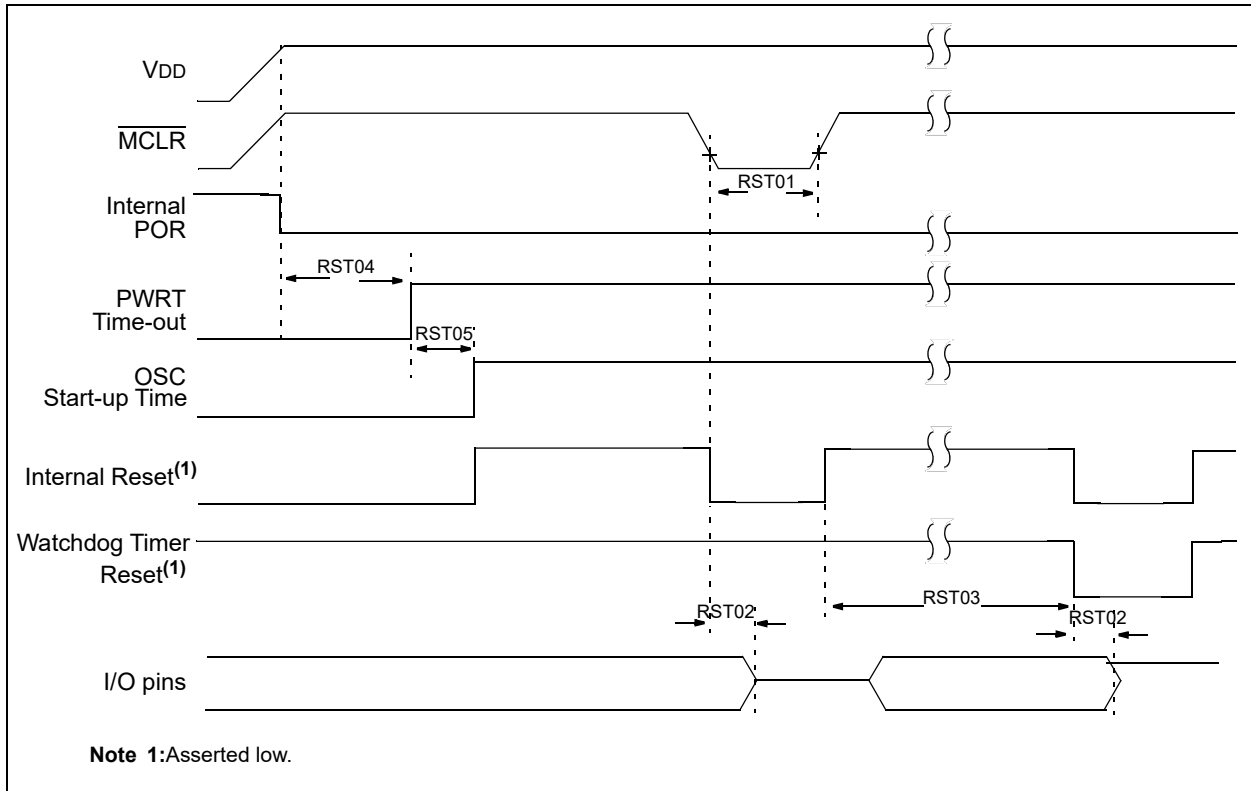 VDD
MCLR
RST01
Internal
POR
RST04
PWRT
Time-out
RST05
OSC
Start-up Time
Internal Reset(1)
Watchdog Timer
Reset(1)
RST03
RST02
RST02
I/O pins
Note 1:Asserted low.